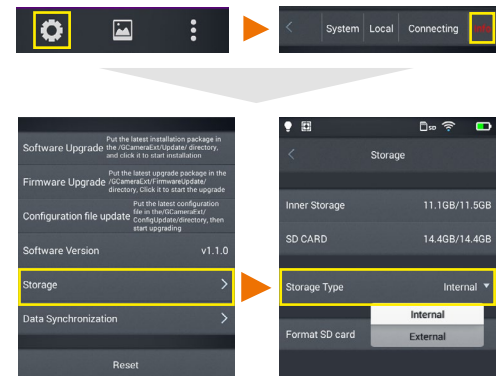 System Local Connecting Info
Software Upgrade Put the latest installation package in
the /GCameraExt/Update/ directory,
and click it to start installation
Firmware Upgrade Put the latest upgrade package in the
/GCameraExt/FirmwareUpdate/
directory, Click it to start the upgrade
Configuration file update Put the latest configuration
file in the/GCameraExt/
ConfigUpdate/directory, then
start upgrading
Software Version v1.1.0
Storage
Data Synchronization
Reset
SD
Storage
Inner Storage 11.1GB/11.5GB
SD CARD 14.4GB/14.4GB
Storage Type Internal
Internal
Format SD card External